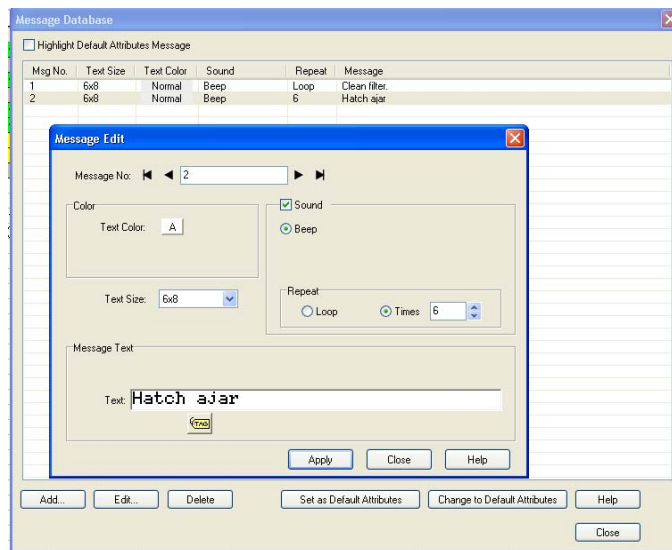 Message Database
Highlight Default Attributes Message
Msg No. Text Size Text Color Sound Repeat Message
1 6x8 Normal Beep Loop Clean filter.
2 6x8 Normal Beep 6 Hatch ajar
Message Edit
Message No: 2
Color
Text Color: A
Sound
Beep
Text Size: 6x8
Repeat
Loop Times 6
Message Text
Text: Hatch ajar
TAG
Apply Close Help
Add... Edit... Delete Set as Default Attributes Change to Default Attributes Help
Close